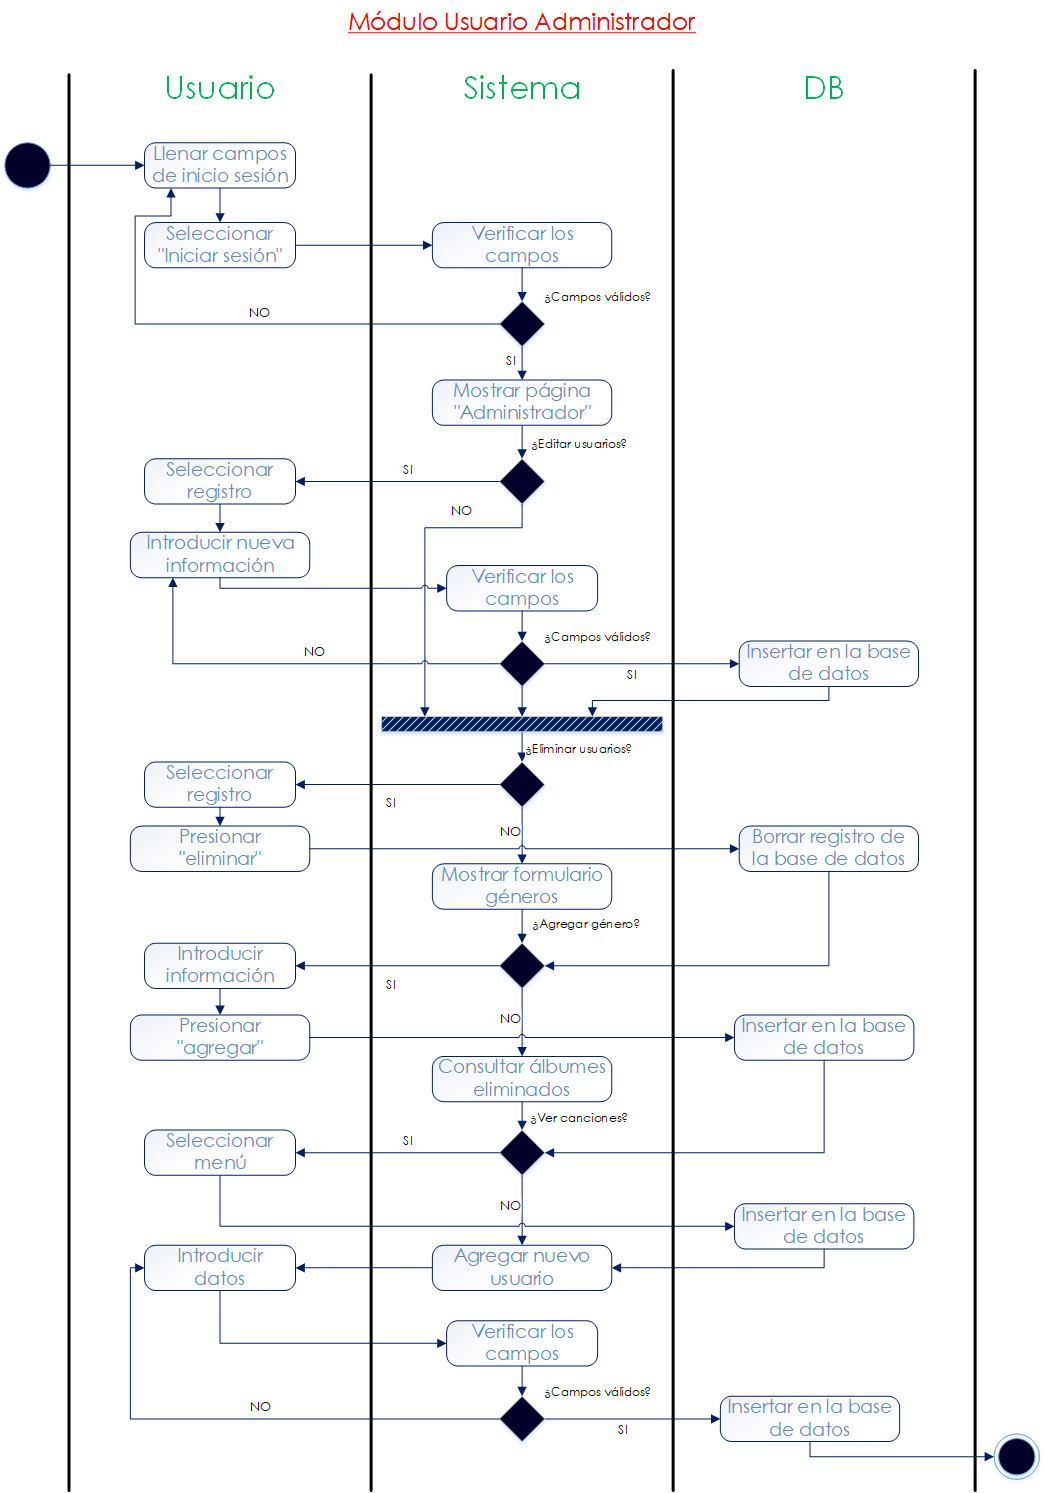 Módulo Usuario Administrador
Usuario
Sistema
DB
Llenar campos
de inicio sesión
Seleccionar
"Iniciar sesión"
Verificar los
campos
¿Campos válidos?
NO
SI
Mostrar página
"Administrador"
¿Editar usuarios?
SI
Seleccionar
registro
NO
Introducir nueva
información
Verificar los
campos
¿Campos válidos?
NO
SI
Insertar en la base
de datos
¿Eliminar usuarios?
Seleccionar
registro
SI
NO
Presionar
"eliminar"
Borrar registro de
la base de datos
Mostrar formulario
géneros
¿Agregar género?
Introducir
información
SI
NO
Presionar
"agregar"
Insertar en la base
de datos
Consultar álbumes
eliminados
¿Ver canciones?
SI
Seleccionar
menú
NO
Insertar en la base
de datos
Introducir
datos
Agregar nuevo
usuario
Verificar los
campos
¿Campos válidos?
NO
SI
Insertar en la base
de datos